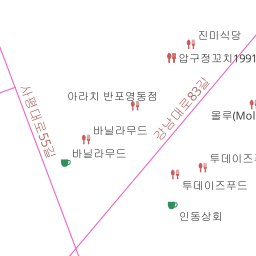 진미식당
압구정꼬치1991
아라치 반포영동점
강남대로83길
몰루(Mol
사평대로55길
바닐라무드
바닐라무드
투데이즈푸
투데이즈푸드
인동상회